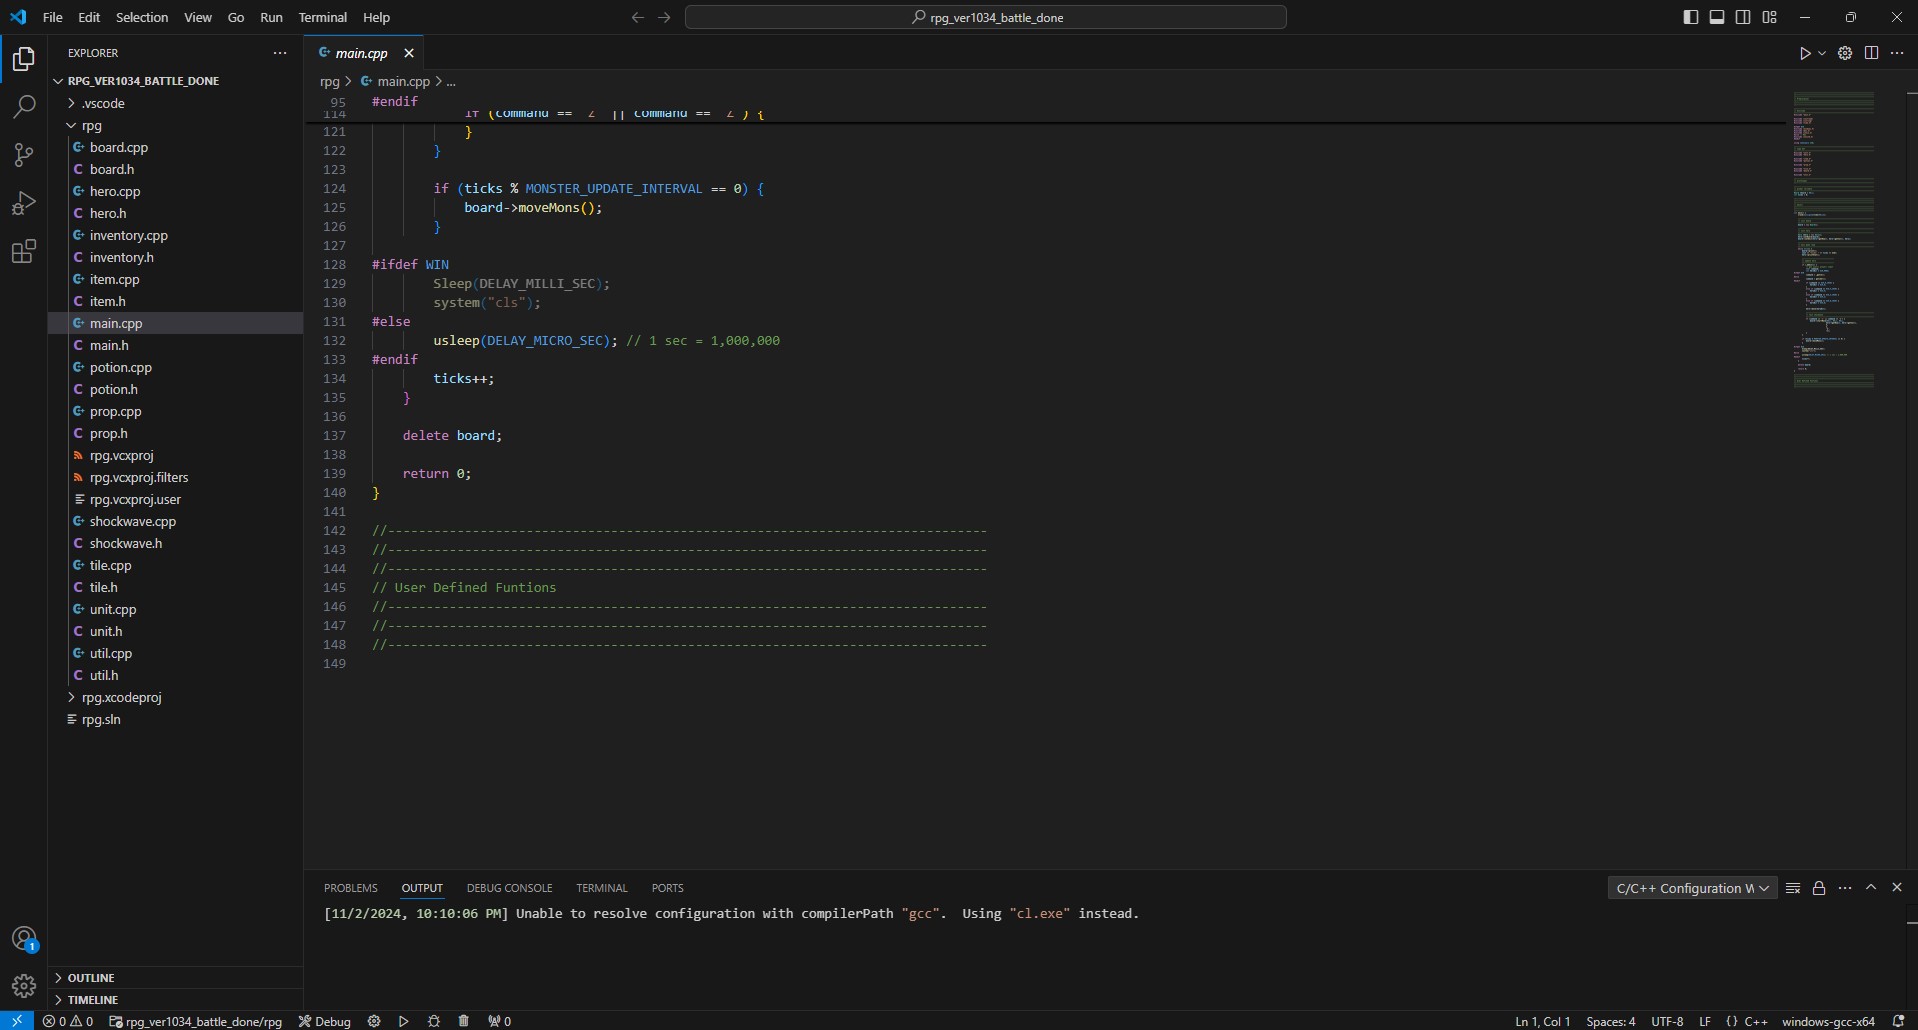 File Edit Selection View Go Run Terminal Help
rpg_ver1034_battle_done
EXPLORER
RPG_VER1034_BATTLE_DONE
.vscode
rpg
board.cpp
board.h
hero.cpp
hero.h
inventory.cpp
inventory.h
item.cpp
item.h
main.cpp
main.h
potion.cpp
potion.h
prop.cpp
prop.h
rpg.vcxproj
rpg.vcxproj.filters
rpg.vcxproj.user
shockwave.cpp
shockwave.h
tile.cpp
tile.h
unit.cpp
unit.h
util.cpp
util.h
rpg.xcodeproj
rpg.sln
OUTLINE
TIMELINE
main.cpp
rpg > main.cpp > ...
95 #endif
114 if (command == 'z' || command == 'Z') {
121 }
122 }
123
124 if (ticks % MONSTER_UPDATE_INTERVAL == 0) {
125 board->moveMons();
126 }
127
128 #ifdef WIN
129 Sleep(DELAY_MILLI_SEC);
130 system("cls");
131 #else
132 usleep(DELAY_MICRO_SEC); // 1 sec = 1,000,000
133 #endif
134 ticks++;
135 }
136
137 delete board;
138
139 return 0;
140 }
141
142 //------------------------------------------------------------------------------
143 //------------------------------------------------------------------------------
144 //------------------------------------------------------------------------------
145 // User Defined Funtions
146 //------------------------------------------------------------------------------
147 //------------------------------------------------------------------------------
148 //------------------------------------------------------------------------------
149
PROBLEMS OUTPUT DEBUG CONSOLE TERMINAL PORTS
C/C++ Configuration W
[11/2/2024, 10:10:06 PM] Unable to resolve configuration with compilerPath "gcc".  Using "cl.exe" instead.
1
0 0 rpg_ver1034_battle_done/rpg Debug 0
Ln 1, Col 1 Spaces: 4 UTF-8 LF {} C++ windows-gcc-x64